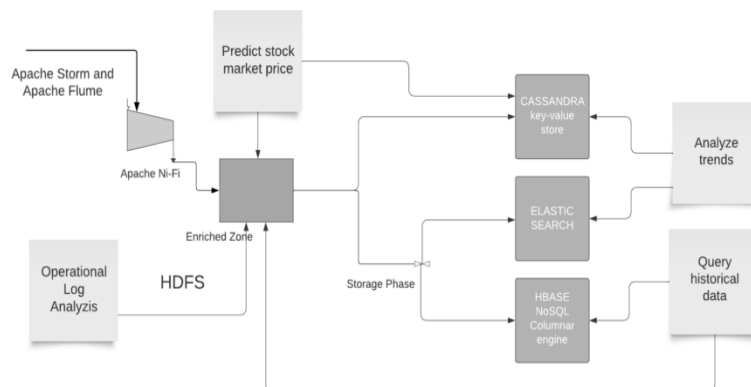 Apache Storm and
Apache Flume
Apache Ni-Fi
Predict stock
market price
Enriched Zone
Operational
Log
Analyzis
HDFS
Storage Phase
CASSANDRA
key-value
store
ELASTIC
SEARCH
HBASE
NoSQL
Columnar
engine
Analyze
trends
Query
historical
data